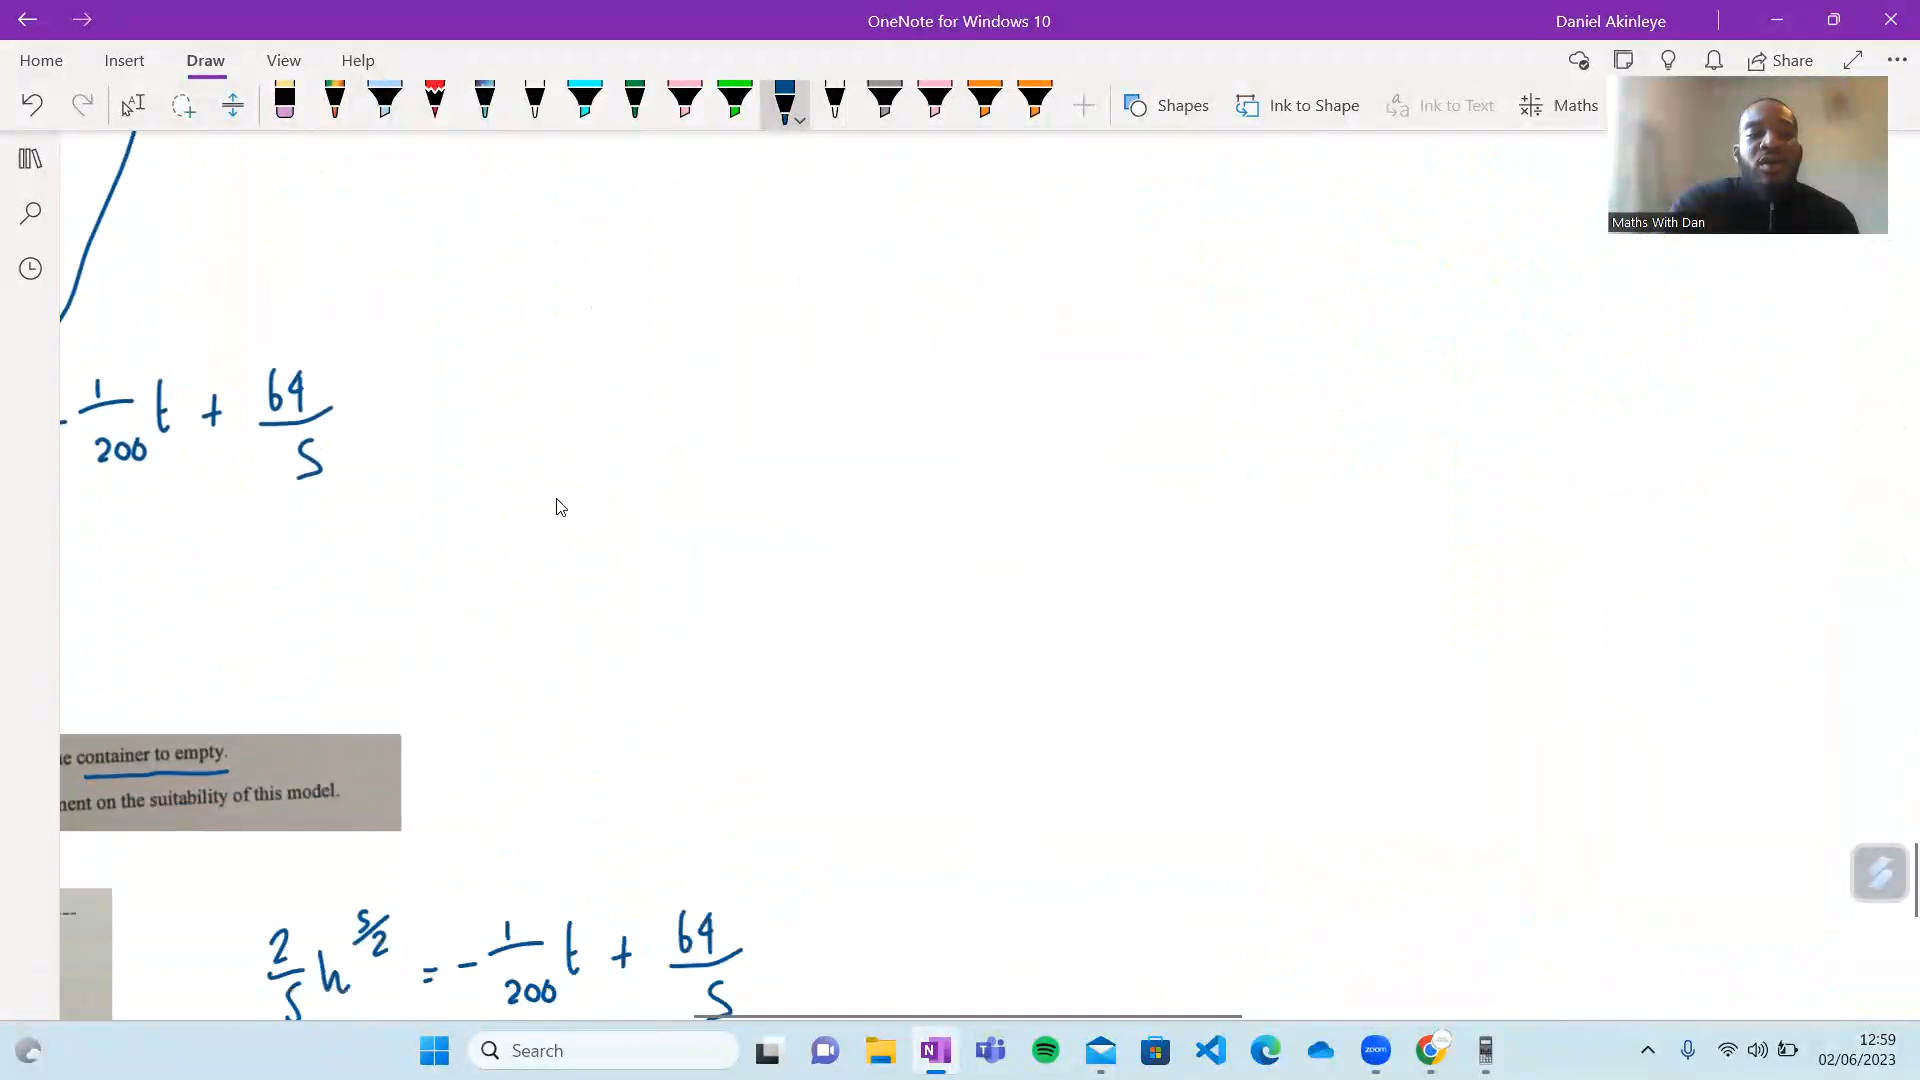 OneNote for Windows 10
Daniel Akinleye
Home Insert Draw View Help
Share
Shapes Ink to Shape Ink to Text Maths
Maths With Dan
- 1/200 t + 64/5
container to empty.
on the suitability of this model.
2/5 h^5/2 = - 1/200 t + 64/5
Search
zoom
12:59
02/06/2023